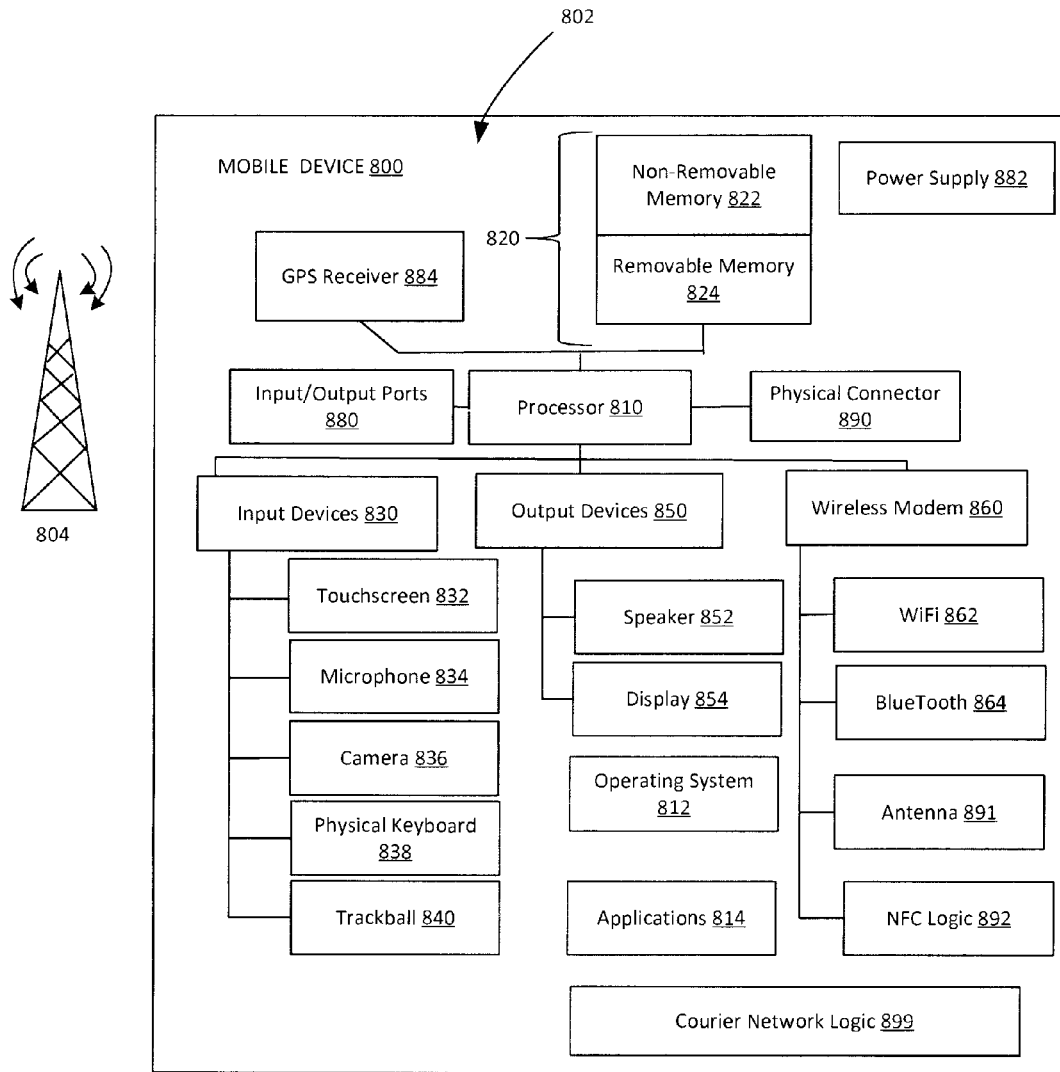 802
MOBILE DEVICE 800
Non-Removable
Memory 822
Power Supply 882
820
GPS Receiver 884
Removable Memory
824
Input/Output Ports
880
Processor 810
Physical Connector
890
804
Input Devices 830
Output Devices 850
Wireless Modem 860
Touchscreen 832
Speaker 852
WiFi 862
Microphone 834
Display 854
BlueTooth 864
Camera 836
Operating System
812
Antenna 891
Physical Keyboard
838
Trackball 840
Applications 814
NFC Logic 892
Courier Network Logic 899